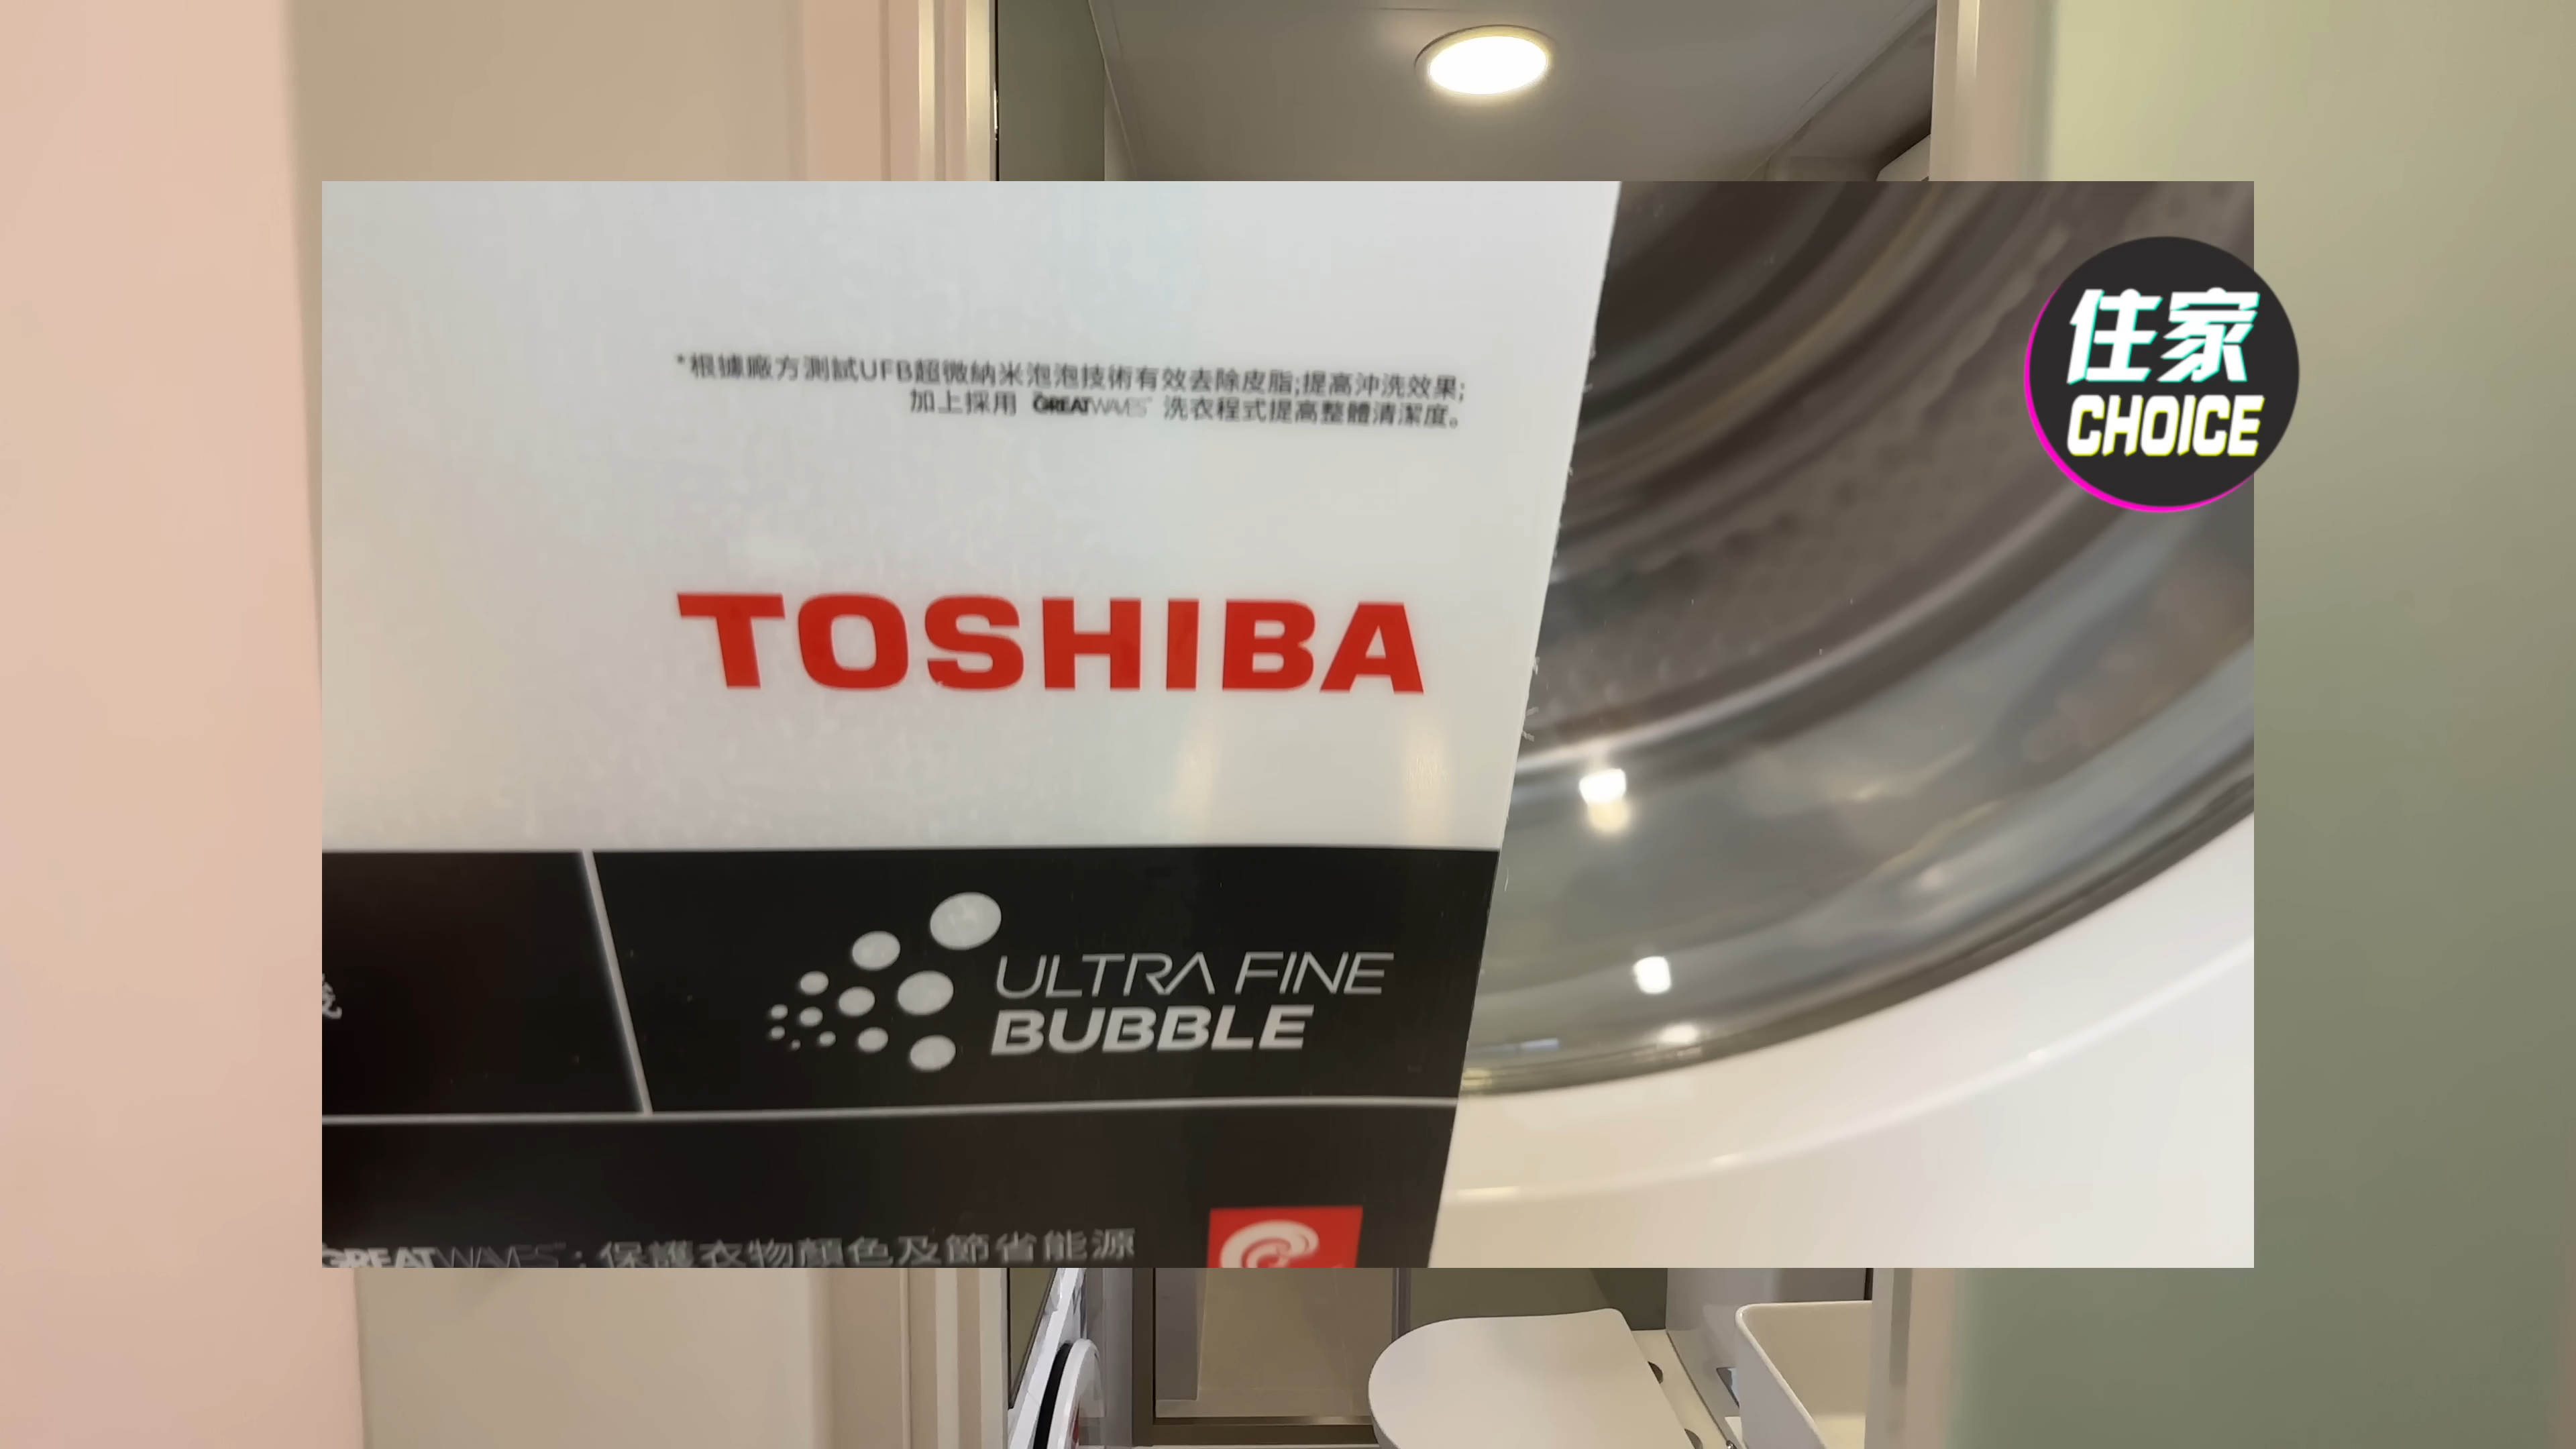 住家
CHOICE
*根據廠方測試UFB超微納米泡泡技術有效去除皮脂;提高沖洗效果;
加上採用 GREATWAVES™ 洗衣程式提高整體清潔度。
TOSHIBA
ULTRA FINE
BUBBLE
GREATWAVES™ : 保護衣物顏色及節省能源